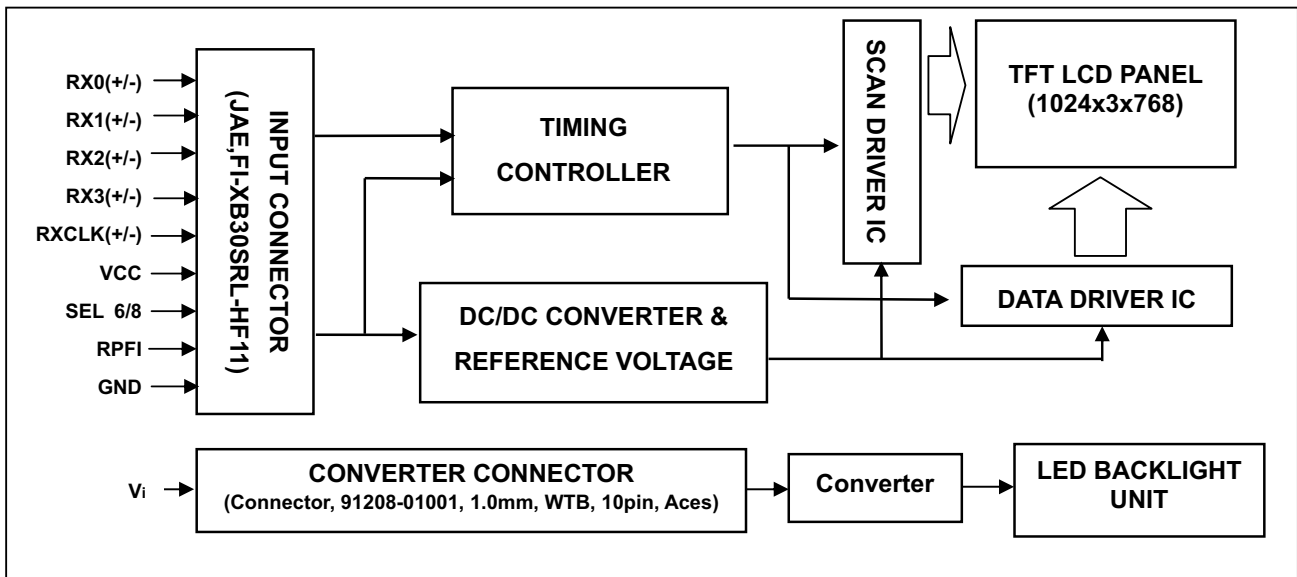 RX0(+/-)
RX1(+/-)
RX2(+/-)
RX3(+/-)
RXCLK(+/-)
VCC
SEL 6/8
RPFI
GND
INPUT CONNECTOR
(JAE,FI-XB30SRL-HF11)
TIMING
CONTROLLER
DC/DC CONVERTER &
REFERENCE VOLTAGE
SCAN DRIVER IC
TFT LCD PANEL
(1024x3x768)
DATA DRIVER IC
Vi
CONVERTER CONNECTOR
(Connector, 91208-01001, 1.0mm, WTB, 10pin, Aces)
Converter
LED BACKLIGHT
UNIT